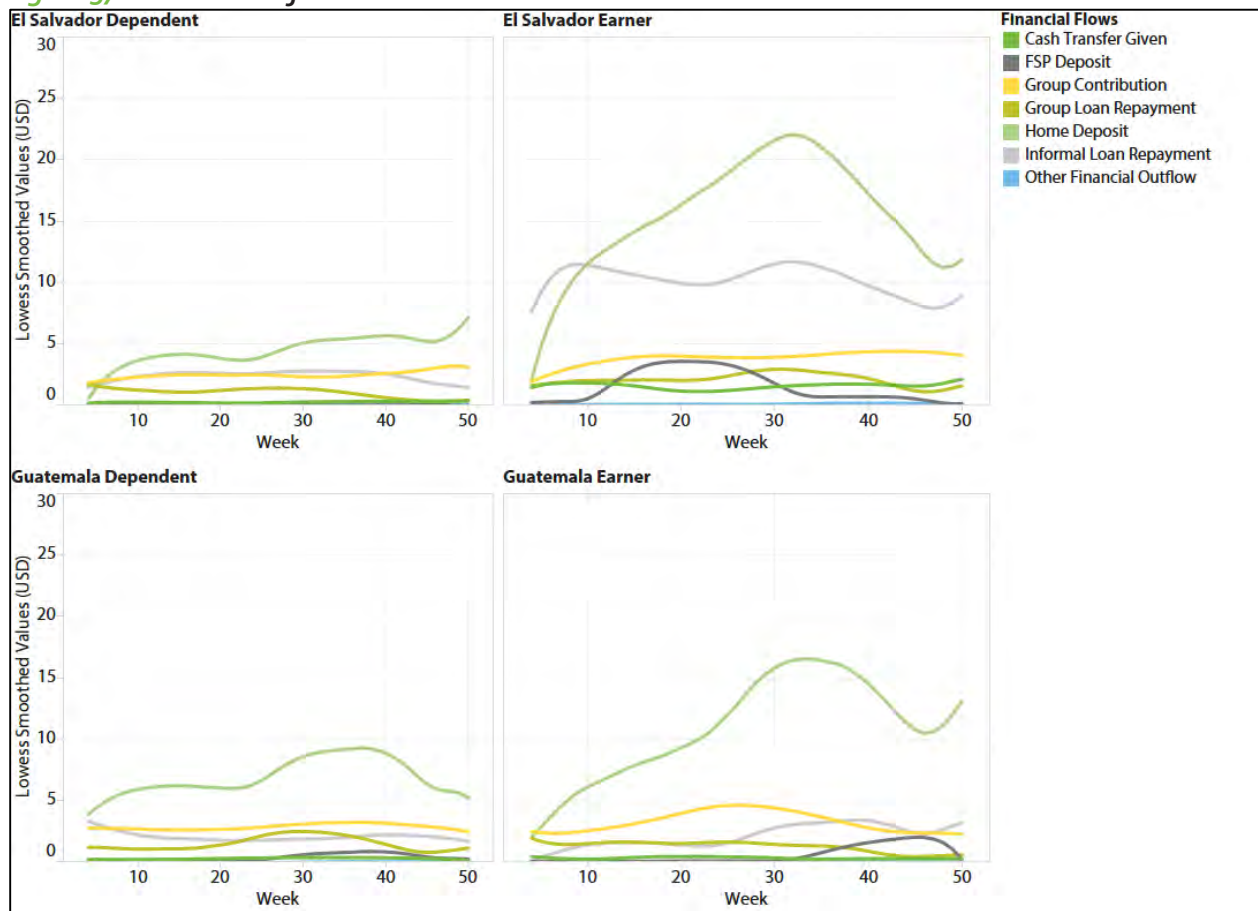 El Salvador Dependent
El Salvador Earner
Financial Flows
Cash Transfer Given
FSP Deposit
Group Contribution
Group Loan Repayment
Home Deposit
Informal Loan Repayment
Other Financial Outflow
Lowess Smoothed Values (USD)
30
25
20
15
10
5
0
10 20 30 40 50
Week
10 20 30 40 50
Week
Guatemala Dependent
Guatemala Earner
Lowess Smoothed Values (USD)
30
25
20
15
10
5
0
10 20 30 40 50
Week
10 20 30 40 50
Week